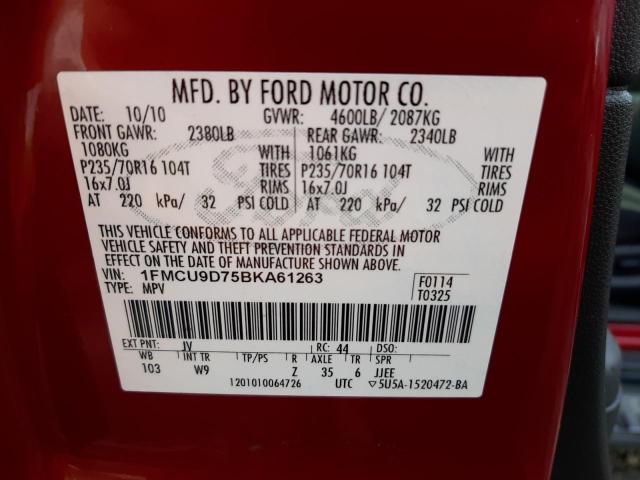 MFD. BY FORD MOTOR CO.
DATE: 10/10 GVWR: 4600LB/ 2087KG
FRONT GAWR: 2380LB REAR GAWR: 2340LB
1080KG WITH 1061KG WITH
P235/70R16 104T TIRES P235/70R16 104T TIRES
16x7.0J RIMS 16x7.0J RIMS
AT 220 kPa/ 32 PSI COLD AT 220 kPa/ 32 PSI COLD
THIS VEHICLE CONFORMS TO ALL APPLICABLE FEDERAL MOTOR
VEHICLE SAFETY AND THEFT PREVENTION STANDARDS IN
EFFECT ON THE DATE OF MANUFACTURE SHOWN ABOVE.
VIN: 1FMCU9D75BKA61263 F0114
TYPE: MPV T0325
EXT PNT: JV RC: 44 DSO:
WB INT TR TP/PS R AXLE TR SPR
103 W9 Z 35 6 JJEE
1201010064726 UTC ▽5U5A-1520472-BA
Ford